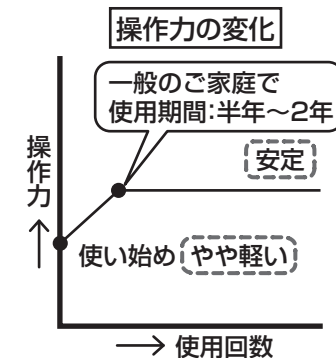 操作力の変化
一般のご家庭で
使用期間:半年～2年
安定
操作力
使い始め やや軽い
使用回数